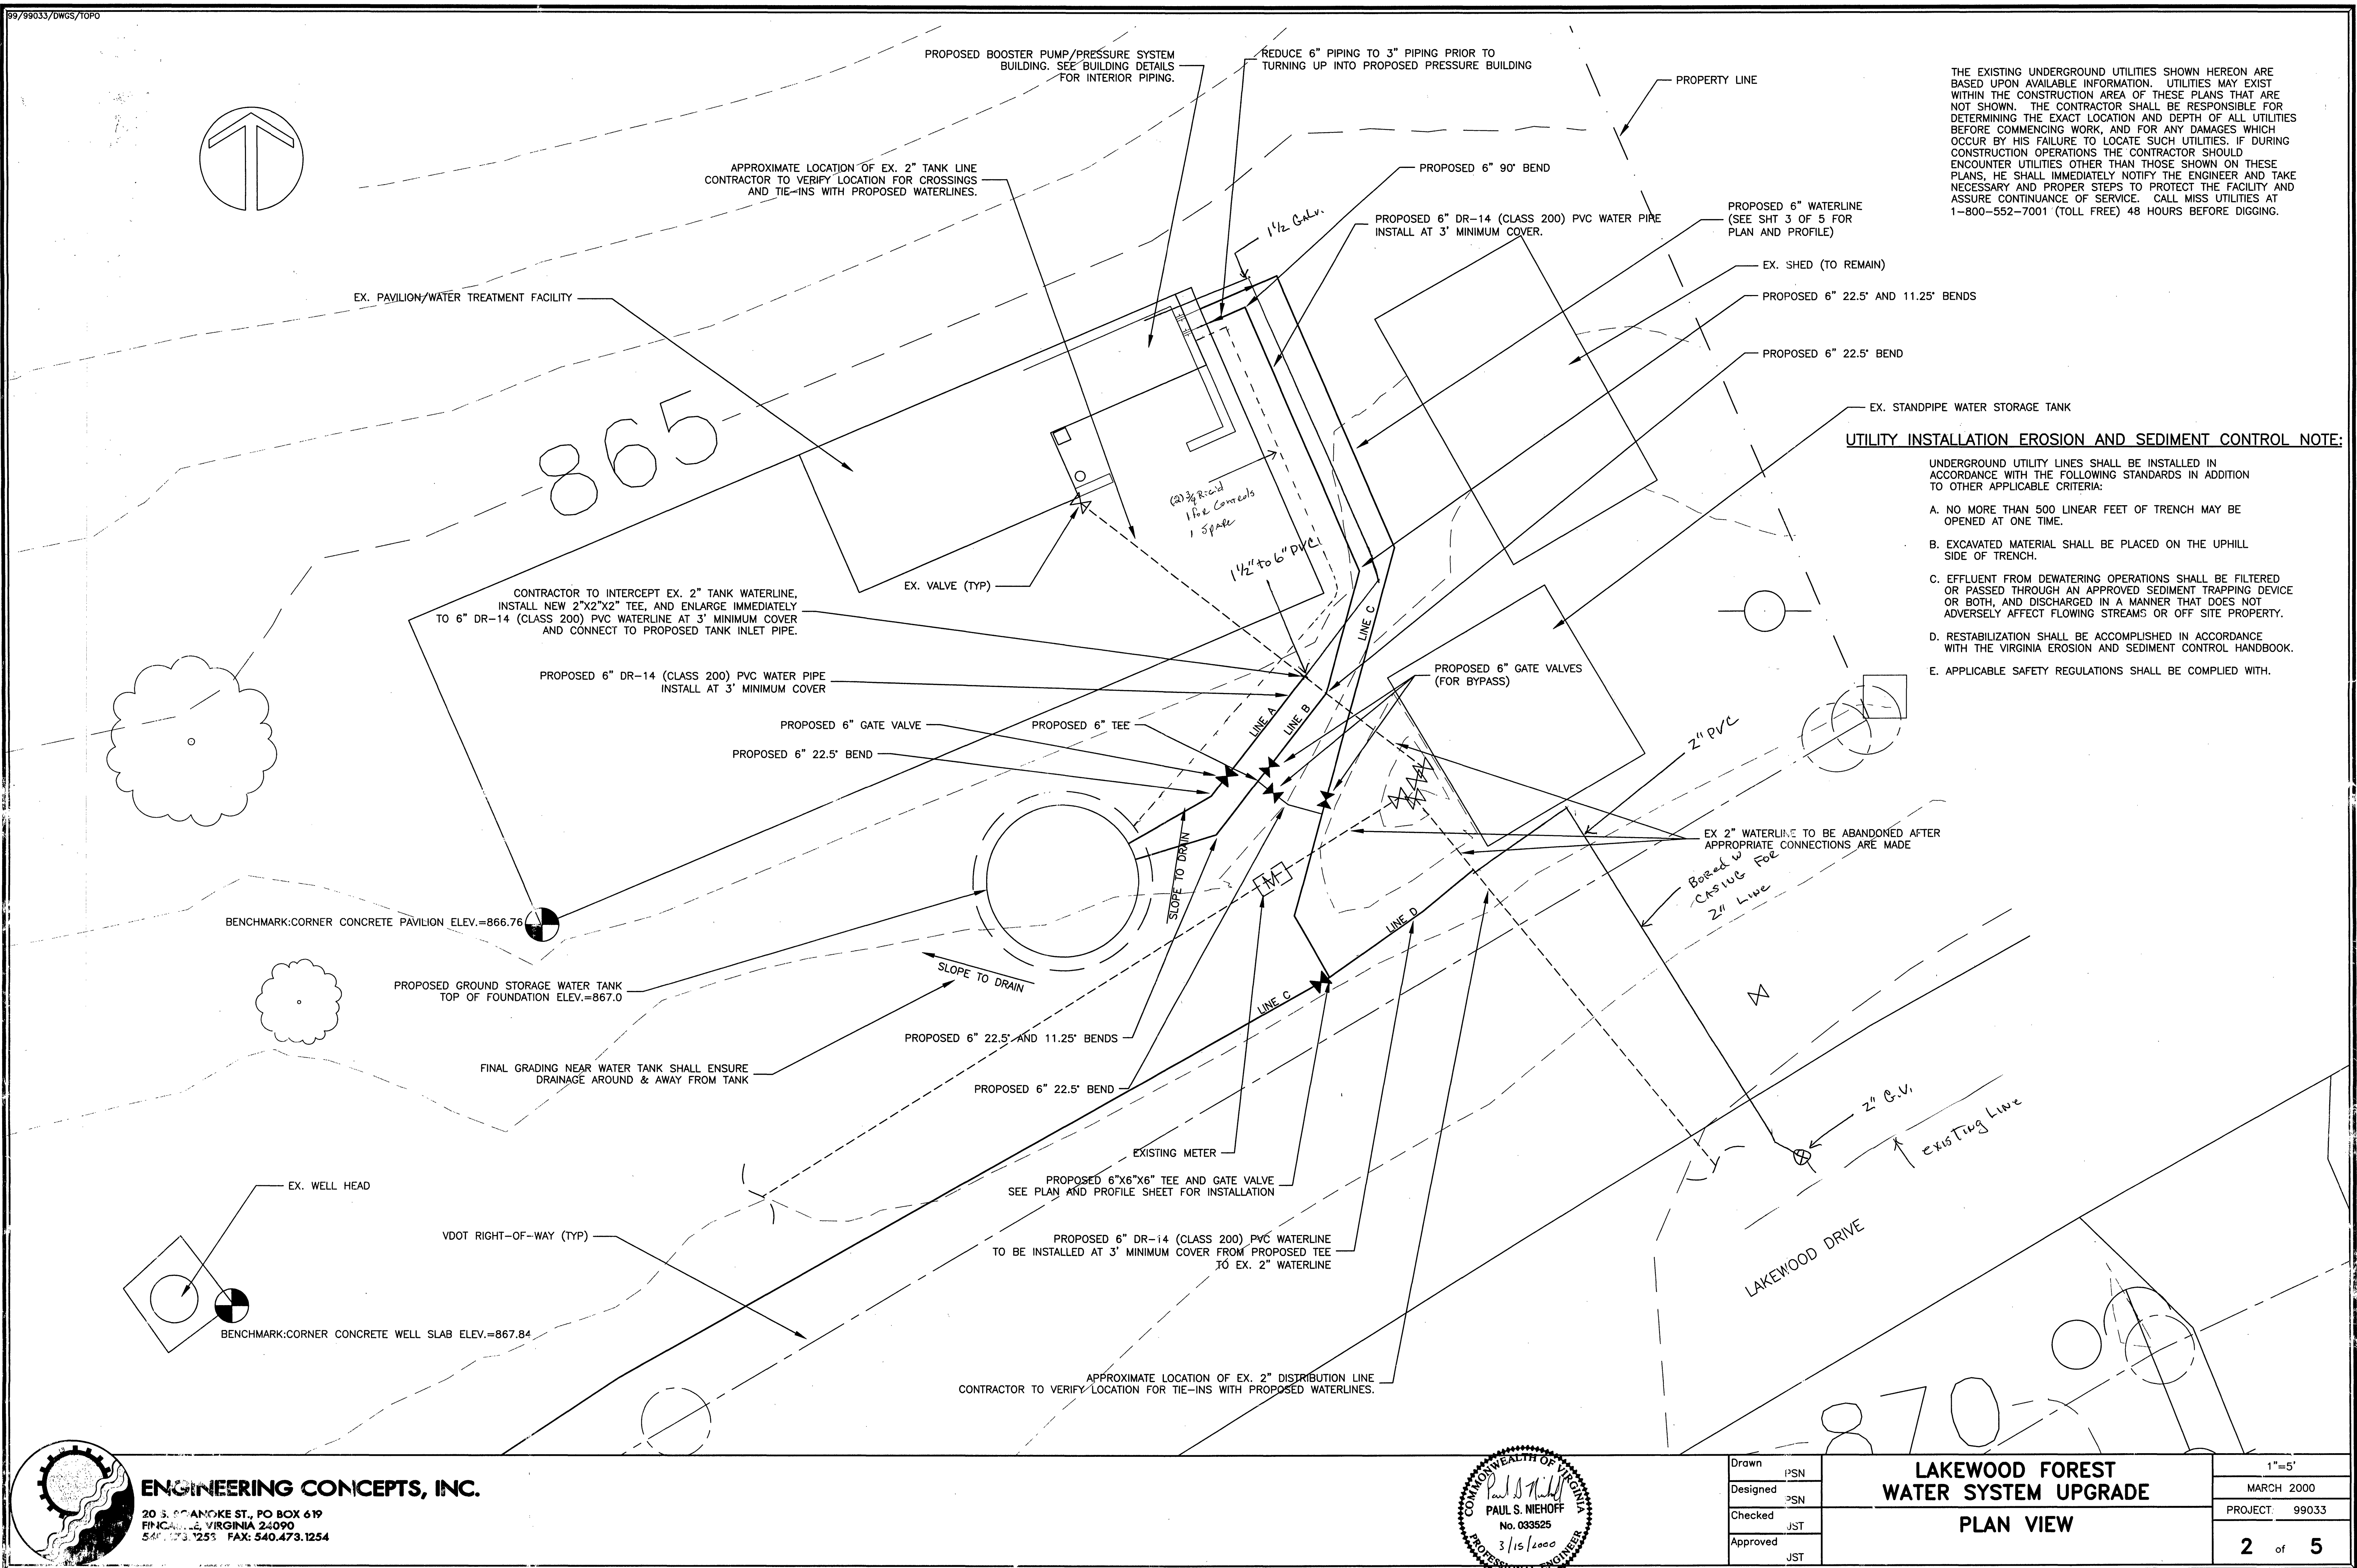 99/99033/DWGS/TOPO
PROPOSED BOOSTER PUMP/PRESSURE SYSTEM
BUILDING. SEE BUILDING DETAILS
FOR INTERIOR PIPING.
REDUCE 6" PIPING TO 3" PIPING PRIOR TO
TURNING UP INTO PROPOSED PRESSURE BUILDING
PROPERTY LINE
THE EXISTING UNDERGROUND UTILITIES SHOWN HEREON ARE
BASED UPON AVAILABLE INFORMATION. UTILITIES MAY EXIST
WITHIN THE CONSTRUCTION AREA OF THESE PLANS THAT ARE
NOT SHOWN. THE CONTRACTOR SHALL BE RESPONSIBLE FOR
DETERMINING THE EXACT LOCATION AND DEPTH OF ALL UTILITIES
BEFORE COMMENCING WORK, AND FOR ANY DAMAGES WHICH
OCCUR BY HIS FAILURE TO LOCATE SUCH UTILITIES. IF DURING
CONSTRUCTION OPERATIONS THE CONTRACTOR SHOULD
ENCOUNTER UTILITIES OTHER THAN THOSE SHOWN ON THESE
PLANS, HE SHALL IMMEDIATELY NOTIFY THE ENGINEER AND TAKE
NECESSARY AND PROPER STEPS TO PROTECT THE FACILITY AND
ASSURE CONTINUANCE OF SERVICE. CALL MISS UTILITIES AT
1-800-552-7001 (TOLL FREE) 48 HOURS BEFORE DIGGING.
APPROXIMATE LOCATION OF EX. 2" TANK LINE
CONTRACTOR TO VERIFY LOCATION FOR CROSSINGS
AND TIE-INS WITH PROPOSED WATERLINES.
PROPOSED 6" 90° BEND
1 1/2 Galv.
PROPOSED 6" DR-14 (CLASS 200) PVC WATER PIPE
INSTALL AT 3' MINIMUM COVER.
PROPOSED 6" WATERLINE
(SEE SHT 3 OF 5 FOR
PLAN AND PROFILE)
EX. SHED (TO REMAIN)
EX. PAVILION/WATER TREATMENT FACILITY
PROPOSED 6" 22.5° AND 11.25° BENDS
PROPOSED 6" 22.5° BEND
EX. STANDPIPE WATER STORAGE TANK
865
UTILITY INSTALLATION EROSION AND SEDIMENT CONTROL NOTE:
UNDERGROUND UTILITY LINES SHALL BE INSTALLED IN
ACCORDANCE WITH THE FOLLOWING STANDARDS IN ADDITION
TO OTHER APPLICABLE CRITERIA:
A. NO MORE THAN 500 LINEAR FEET OF TRENCH MAY BE
OPENED AT ONE TIME.
B. EXCAVATED MATERIAL SHALL BE PLACED ON THE UPHILL
SIDE OF TRENCH.
C. EFFLUENT FROM DEWATERING OPERATIONS SHALL BE FILTERED
OR PASSED THROUGH AN APPROVED SEDIMENT TRAPPING DEVICE
OR BOTH, AND DISCHARGED IN A MANNER THAT DOES NOT
ADVERSELY AFFECT FLOWING STREAMS OR OFF SITE PROPERTY.
D. RESTABILIZATION SHALL BE ACCOMPLISHED IN ACCORDANCE
WITH THE VIRGINIA EROSION AND SEDIMENT CONTROL HANDBOOK.
E. APPLICABLE SAFETY REGULATIONS SHALL BE COMPLIED WITH.
(2) 3/4 Rigid
1 for Controls
1 Spare
1 1/2" to 6" PVC
EX. VALVE (TYP)
CONTRACTOR TO INTERCEPT EX. 2" TANK WATERLINE,
INSTALL NEW 2"X2"X2" TEE, AND ENLARGE IMMEDIATELY
TO 6" DR-14 (CLASS 200) PVC WATERLINE AT 3' MINIMUM COVER
AND CONNECT TO PROPOSED TANK INLET PIPE.
LINE C
PROPOSED 6" DR-14 (CLASS 200) PVC WATER PIPE
INSTALL AT 3' MINIMUM COVER
PROPOSED 6" GATE VALVES
(FOR BYPASS)
LINE A
LINE B
PROPOSED 6" GATE VALVE
PROPOSED 6" TEE
PROPOSED 6" 22.5° BEND
2" PVC
EX 2" WATERLINE TO BE ABANDONED AFTER
APPROPRIATE CONNECTIONS ARE MADE
SLOPE TO DRAIN
M
Bored w
CASING FOR
2" Line
BENCHMARK:CORNER CONCRETE PAVILION ELEV.=866.76
LINE D
SLOPE TO DRAIN
PROPOSED GROUND STORAGE WATER TANK
TOP OF FOUNDATION ELEV.=867.0
LINE C
PROPOSED 6" 22.5° AND 11.25° BENDS
FINAL GRADING NEAR WATER TANK SHALL ENSURE
DRAINAGE AROUND & AWAY FROM TANK
PROPOSED 6" 22.5° BEND
2" G.V.
existing Line
EXISTING METER
PROPOSED 6"X6"X6" TEE AND GATE VALVE
SEE PLAN AND PROFILE SHEET FOR INSTALLATION
EX. WELL HEAD
VDOT RIGHT-OF-WAY (TYP)
PROPOSED 6" DR-14 (CLASS 200) PVC WATERLINE
TO BE INSTALLED AT 3' MINIMUM COVER FROM PROPOSED TEE
TO EX. 2" WATERLINE
LAKEWOOD DRIVE
BENCHMARK:CORNER CONCRETE WELL SLAB ELEV.=867.84
APPROXIMATE LOCATION OF EX. 2" DISTRIBUTION LINE
CONTRACTOR TO VERIFY LOCATION FOR TIE-INS WITH PROPOSED WATERLINES.
870
ENGINEERING CONCEPTS, INC.
20 S. ROANOKE ST., PO BOX 619
FINCASTLE, VIRGINIA 24090
FAX: 540.473.1254
COMMONWEALTH OF VIRGINIA
PAUL S. NIEHOFF
No. 033525
3/15/2000
PROFESSIONAL ENGINEER
Drawn PSN
Designed PSN
Checked JST
Approved JST
LAKEWOOD FOREST
WATER SYSTEM UPGRADE
PLAN VIEW
1"=5'
MARCH 2000
PROJECT: 99033
2 of 5